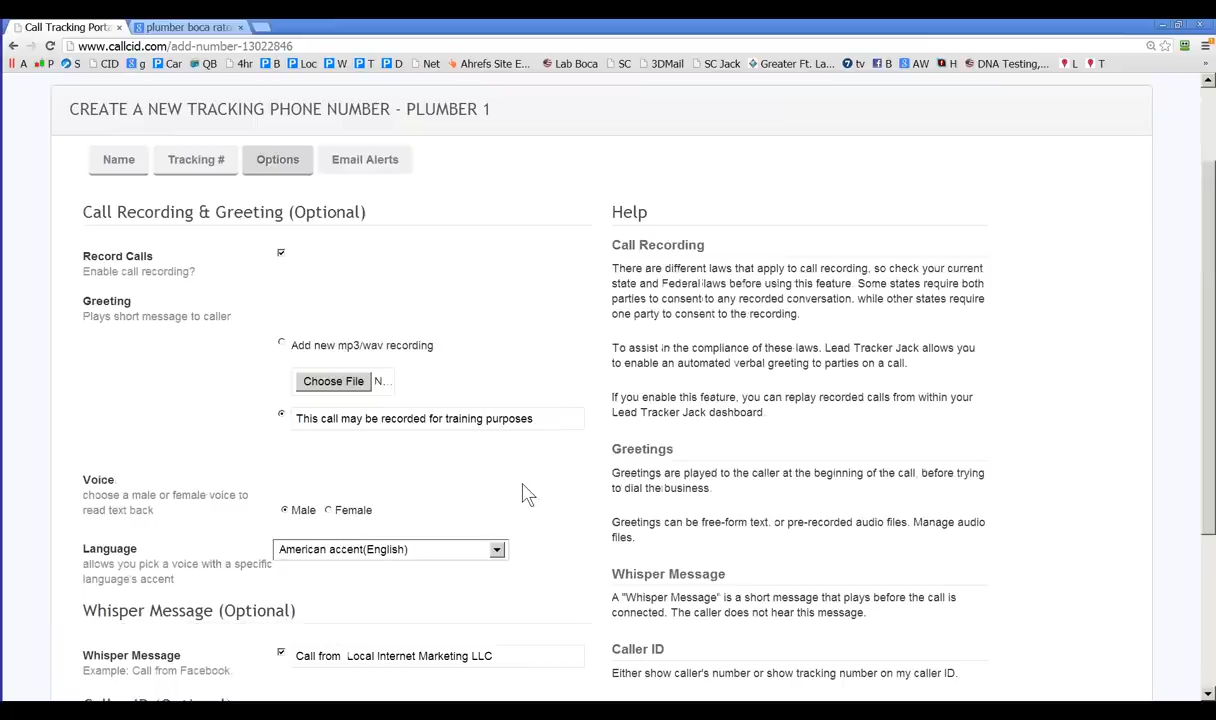 Call Tracking Porta × plumber boca rato ×
www.callcid.com/add-number-13022846
A P S CID g P Car QB 4hr P B P Loc P W P T P D Net Ahrefs Site E... Lab Boca SC 3DMail SC Jack Greater Ft. La... tv B AW H DNA Testing,... L T
CREATE A NEW TRACKING PHONE NUMBER - PLUMBER 1
Name Tracking # Options Email Alerts
Call Recording & Greeting (Optional)
Record Calls
Enable call recording?
Greeting
Plays short message to caller
Add new mp3/wav recording
Choose File N...
This call may be recorded for training purposes
Voice
choose a male or female voice to
read text back
Male Female
Language
American accent(English)
allows you pick a voice with a specific
language's accent
Whisper Message (Optional)
Whisper Message
Example: Call from Facebook.
Call from Local Internet Marketing LLC
Help
Call Recording
There are different laws that apply to call recording, so check your current
state and Federal laws before using this feature. Some states require both
parties to consent to any recorded conversation, while other states require
one party to consent to the recording.
To assist in the compliance of these laws, Lead Tracker Jack allows you
to enable an automated verbal greeting to parties on a call.
If you enable this feature, you can replay recorded calls from within your
Lead Tracker Jack dashboard.
Greetings
Greetings are played to the caller at the beginning of the call, before trying
to dial the business.
Greetings can be free-form text, or pre-recorded audio files. Manage audio
files.
Whisper Message
A "Whisper Message" is a short message that plays before the call is
connected. The caller does not hear this message.
Caller ID
Either show caller's number or show tracking number on my caller ID.